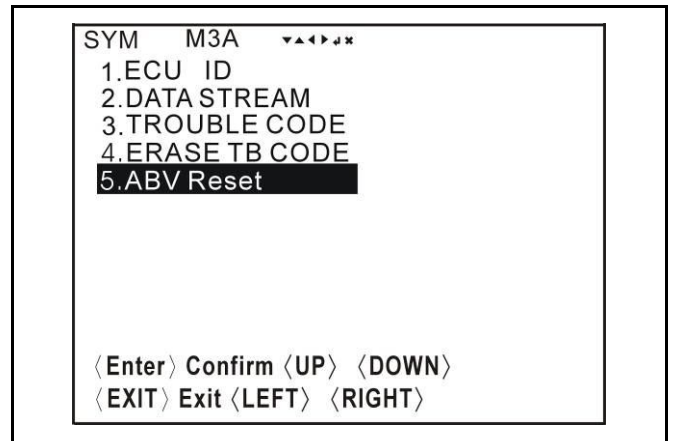 SYM M3A ▼▲◀▶↲✖
1.ECU ID
2.DATA STREAM
3.TROUBLE CODE
4.ERASE TB CODE
5.ABV Reset
〈Enter〉 Confirm 〈UP〉 〈DOWN〉
〈EXIT〉 Exit 〈LEFT〉 〈RIGHT〉